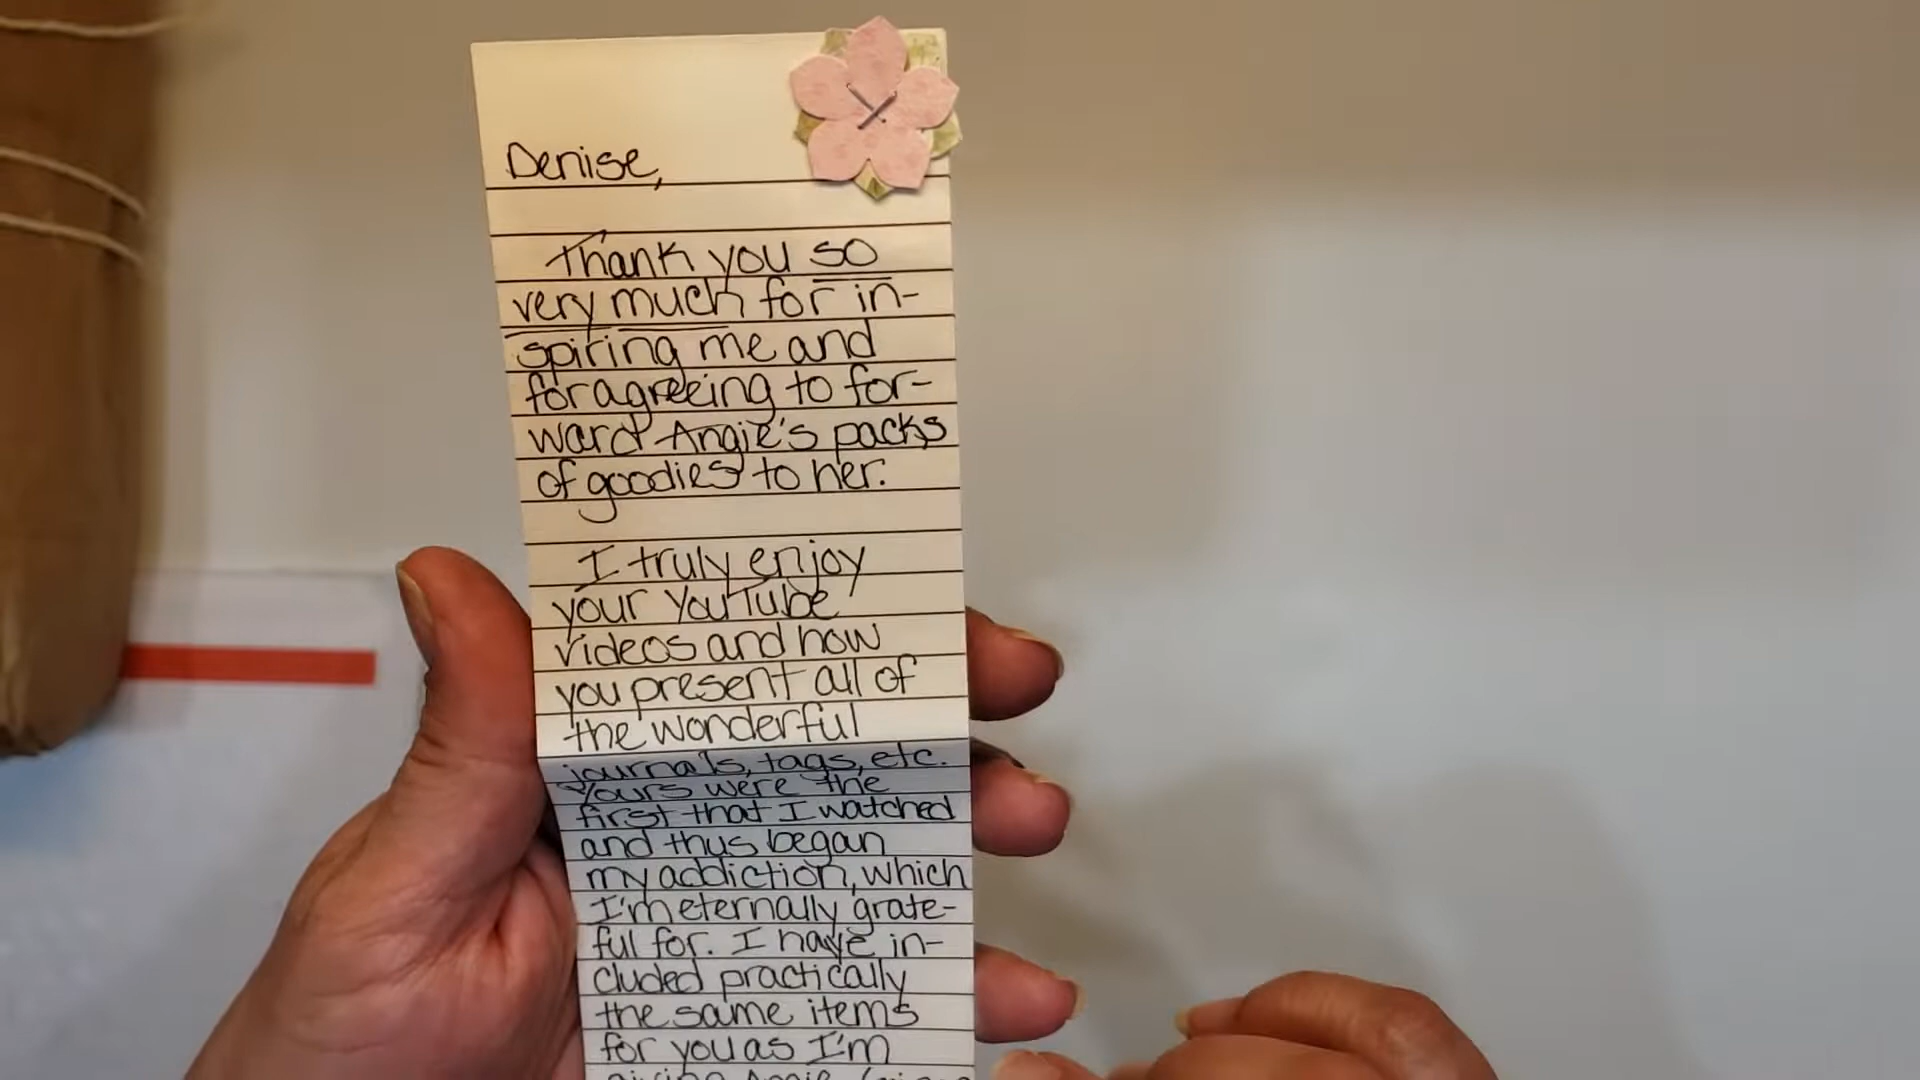 Denise,
Thank you so
very much for in-
spiring me and
for agreeing to for-
ward Angie's packs
of goodies to her.
I truly enjoy
your YouTube
videos and how
you present all of
the wonderful
journals, tags, etc.
Yours were the
first that I watched
and thus began
my addiction, which
I'm eternally grate-
ful for. I have in-
cluded practically
the same items
for you as I'm
giving Angie